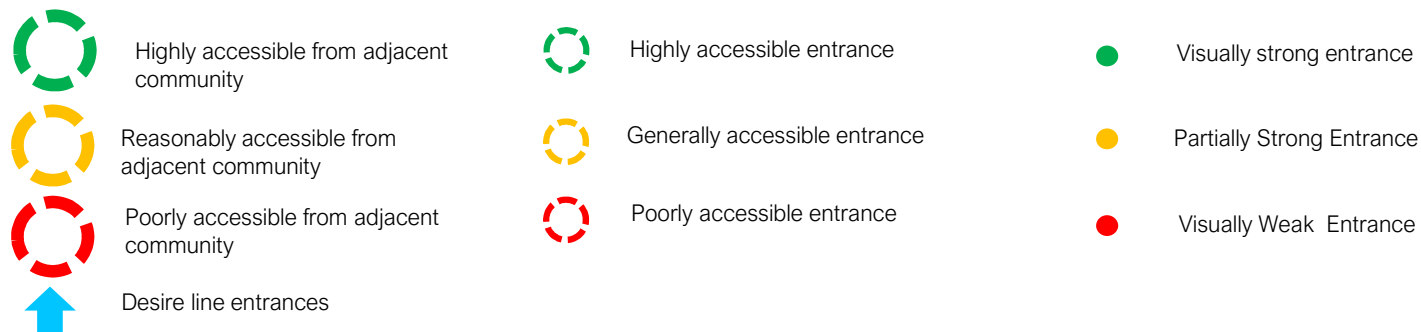 Highly accessible from adjacent
community
Reasonably accessible from
adjacent community
Poorly accessible from adjacent
community
Desire line entrances
Highly accessible entrance
Generally accessible entrance
Poorly accessible entrance
Visually strong entrance
Partially Strong Entrance
Visually Weak Entrance